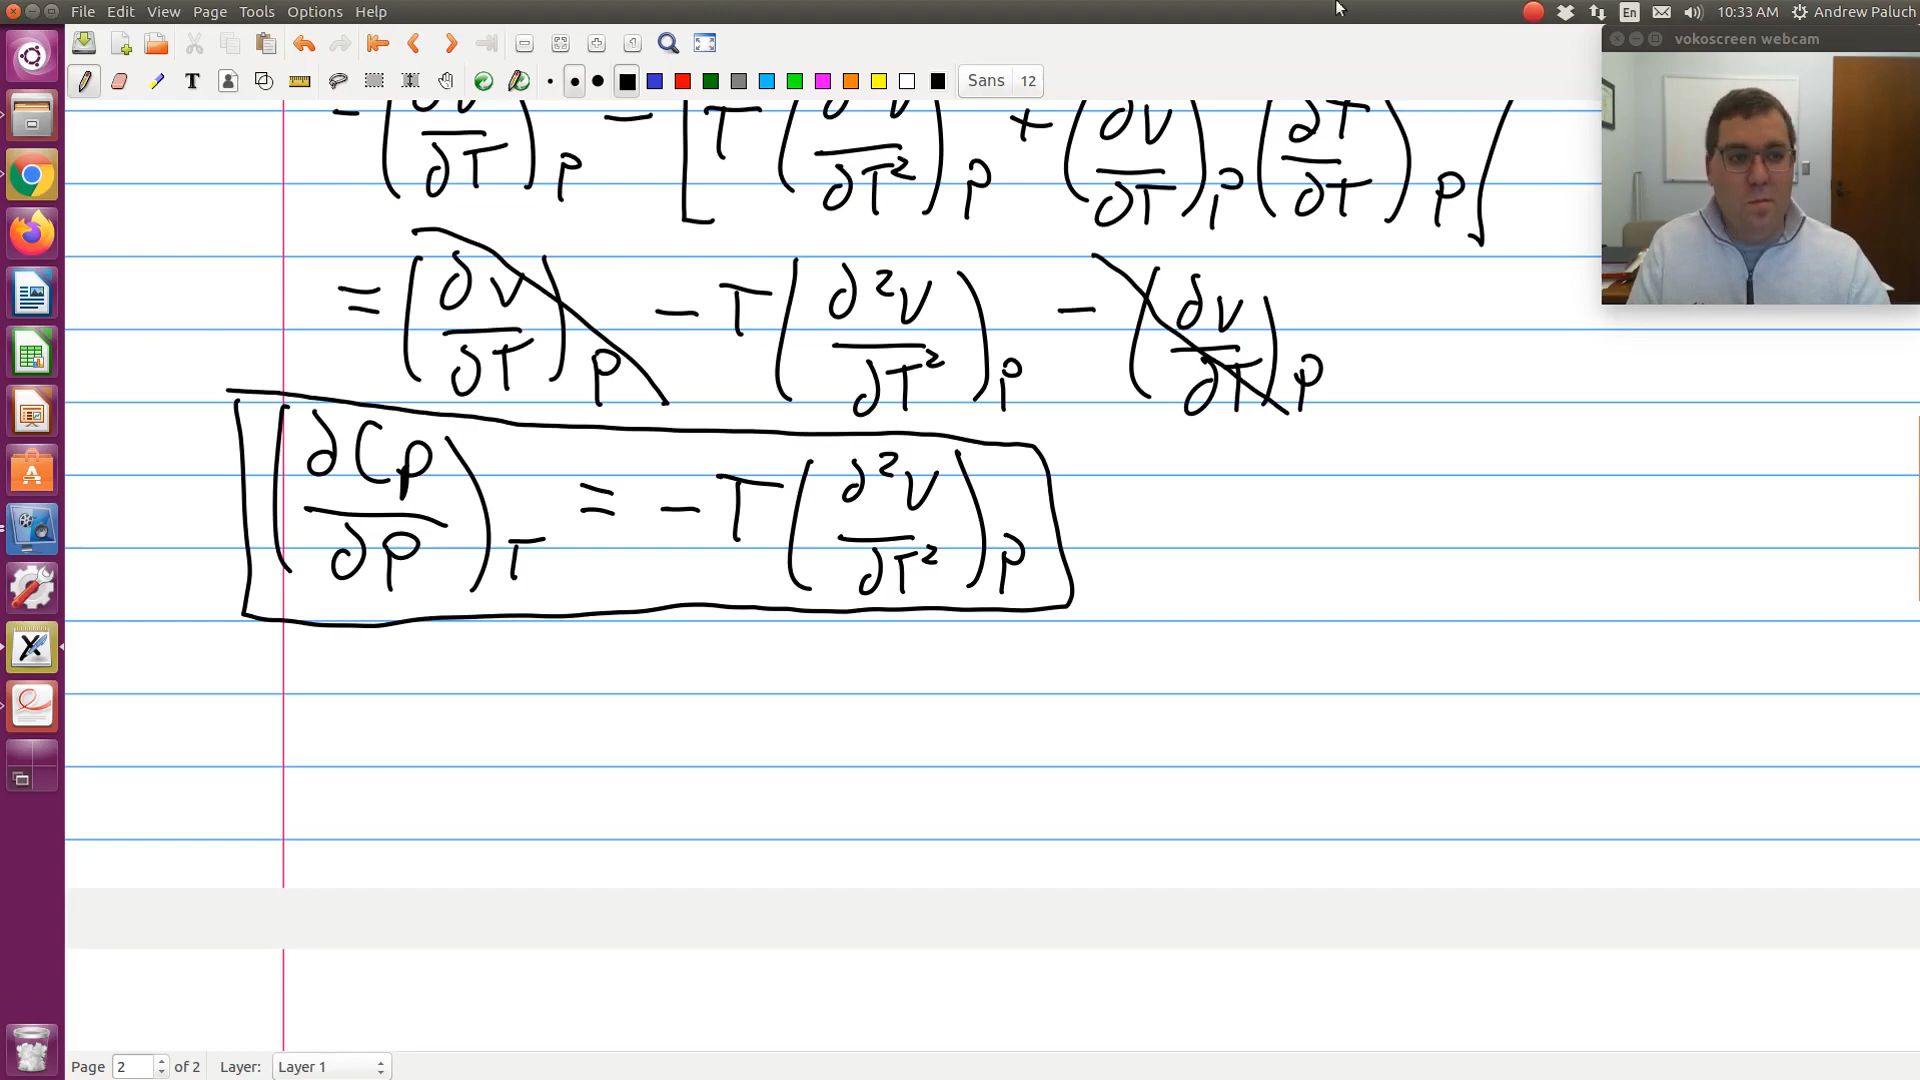 File Edit View Page Tools Options Help
En 10:33 AM Andrew Paluch
vokoscreen webcam
T Sans 12
- (∂V/∂T)_P - [T (∂²V/∂T²)_P + (∂V/∂T)_P (∂T/∂T)_P]
= (∂V/∂T)_P - T (∂²V/∂T²)_P - (∂V/∂T)_P
(∂Cp/∂P)_T = -T (∂²V/∂T²)_P
Page 2 of 2 Layer: Layer 1